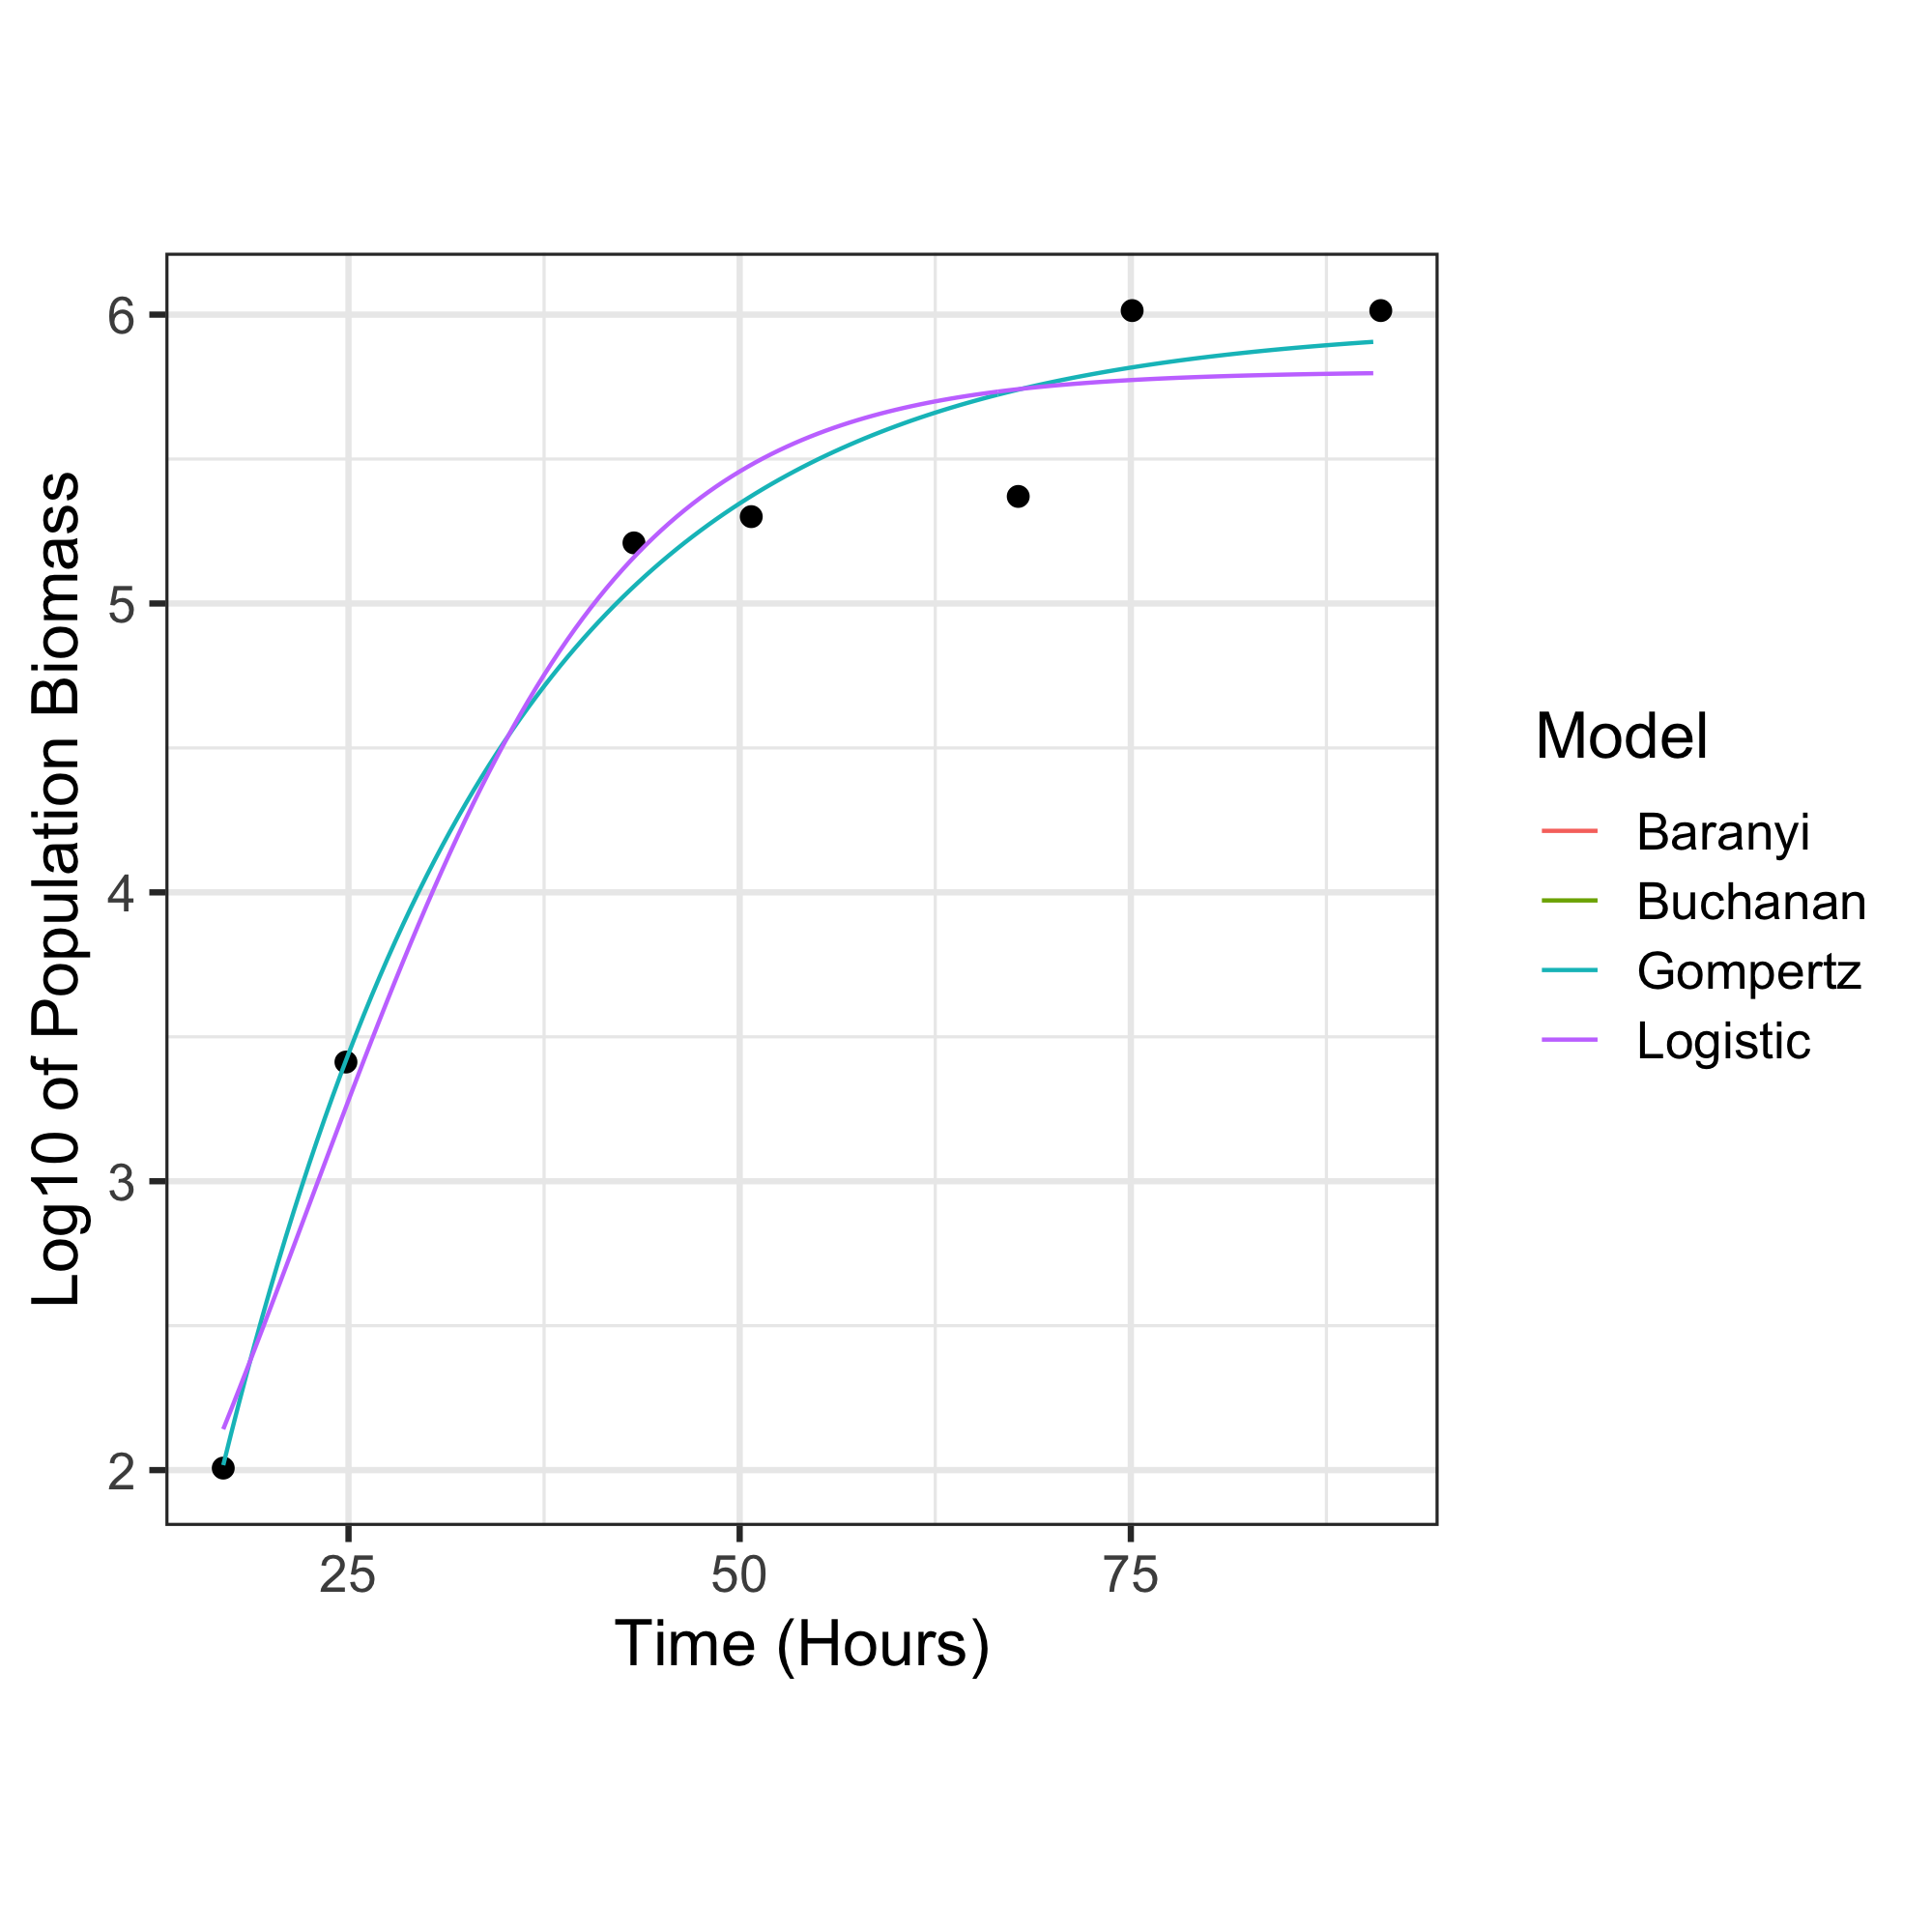 Log10 of Population Biomass
6
5
4
3
2
25 50 75
Time (Hours)
Model
Baranyi
Buchanan
Gompertz
Logistic